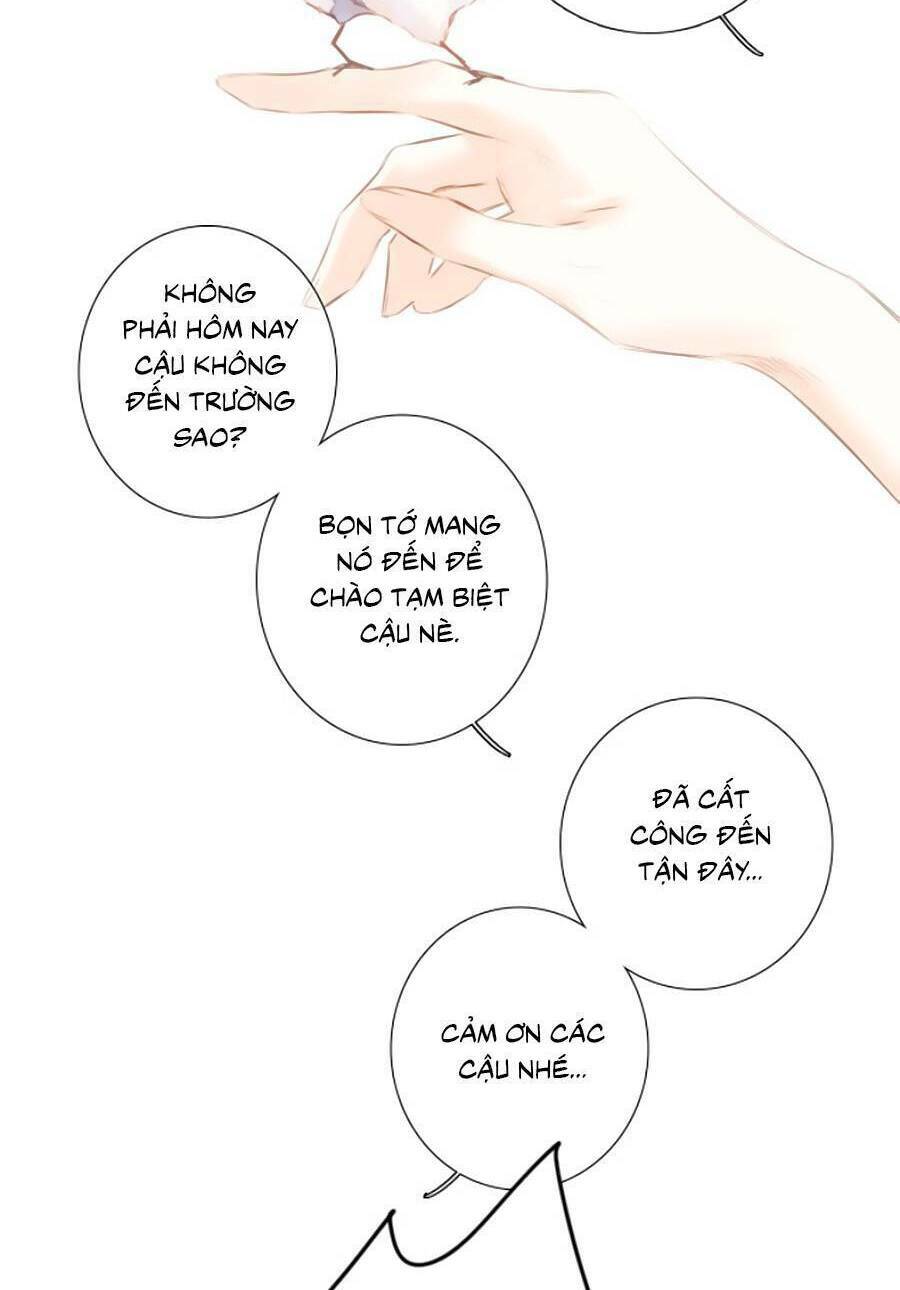 KHÔNG
PHẢI HÔM NAY
CẬU KHÔNG
ĐẾN TRƯỜNG
SAO?
BỌN TỚ MANG
NÓ ĐẾN ĐỂ
CHÀO TẠM BIỆT
CẬU NÈ.
ĐÃ CẤT
CÔNG ĐẾN
TẬN ĐÂY...
CẢM ƠN CÁC
CẬU NHÉ...